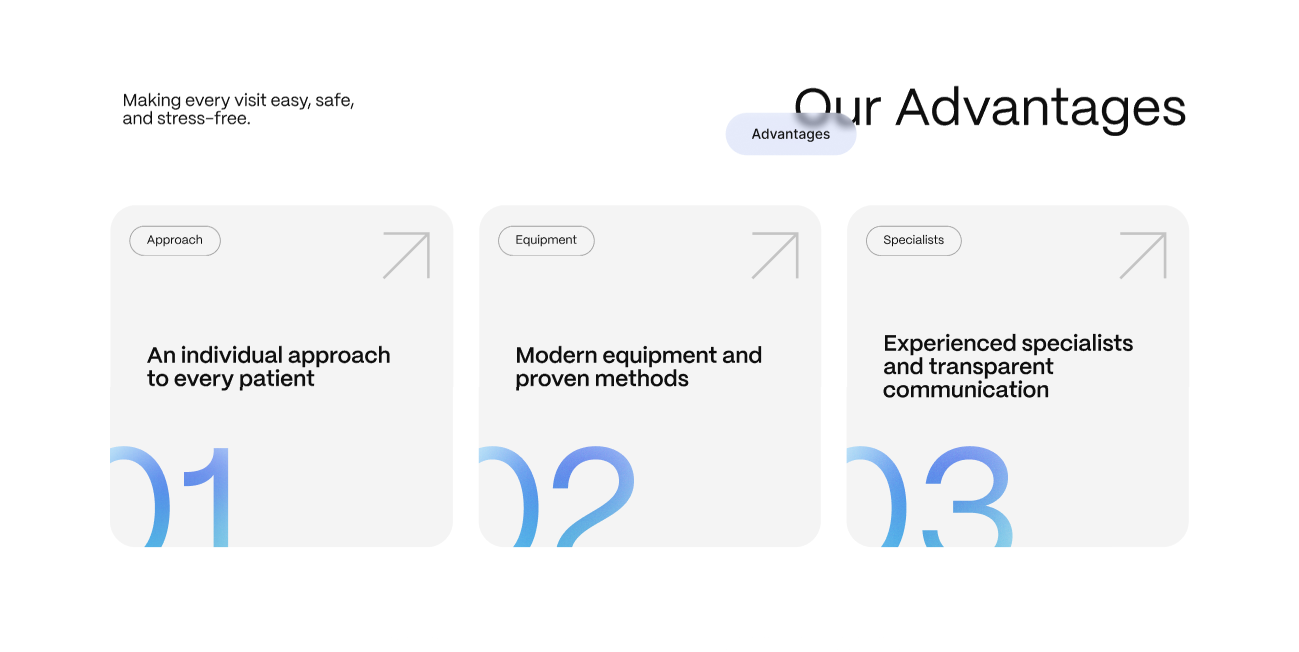 Making every visit easy, safe,
and stress-free.
Our Advantages
Advantages
Approach
An individual approach
to every patient
01
Equipment
Modern equipment and
proven methods
02
Specialists
Experienced specialists
and transparent
communication
03